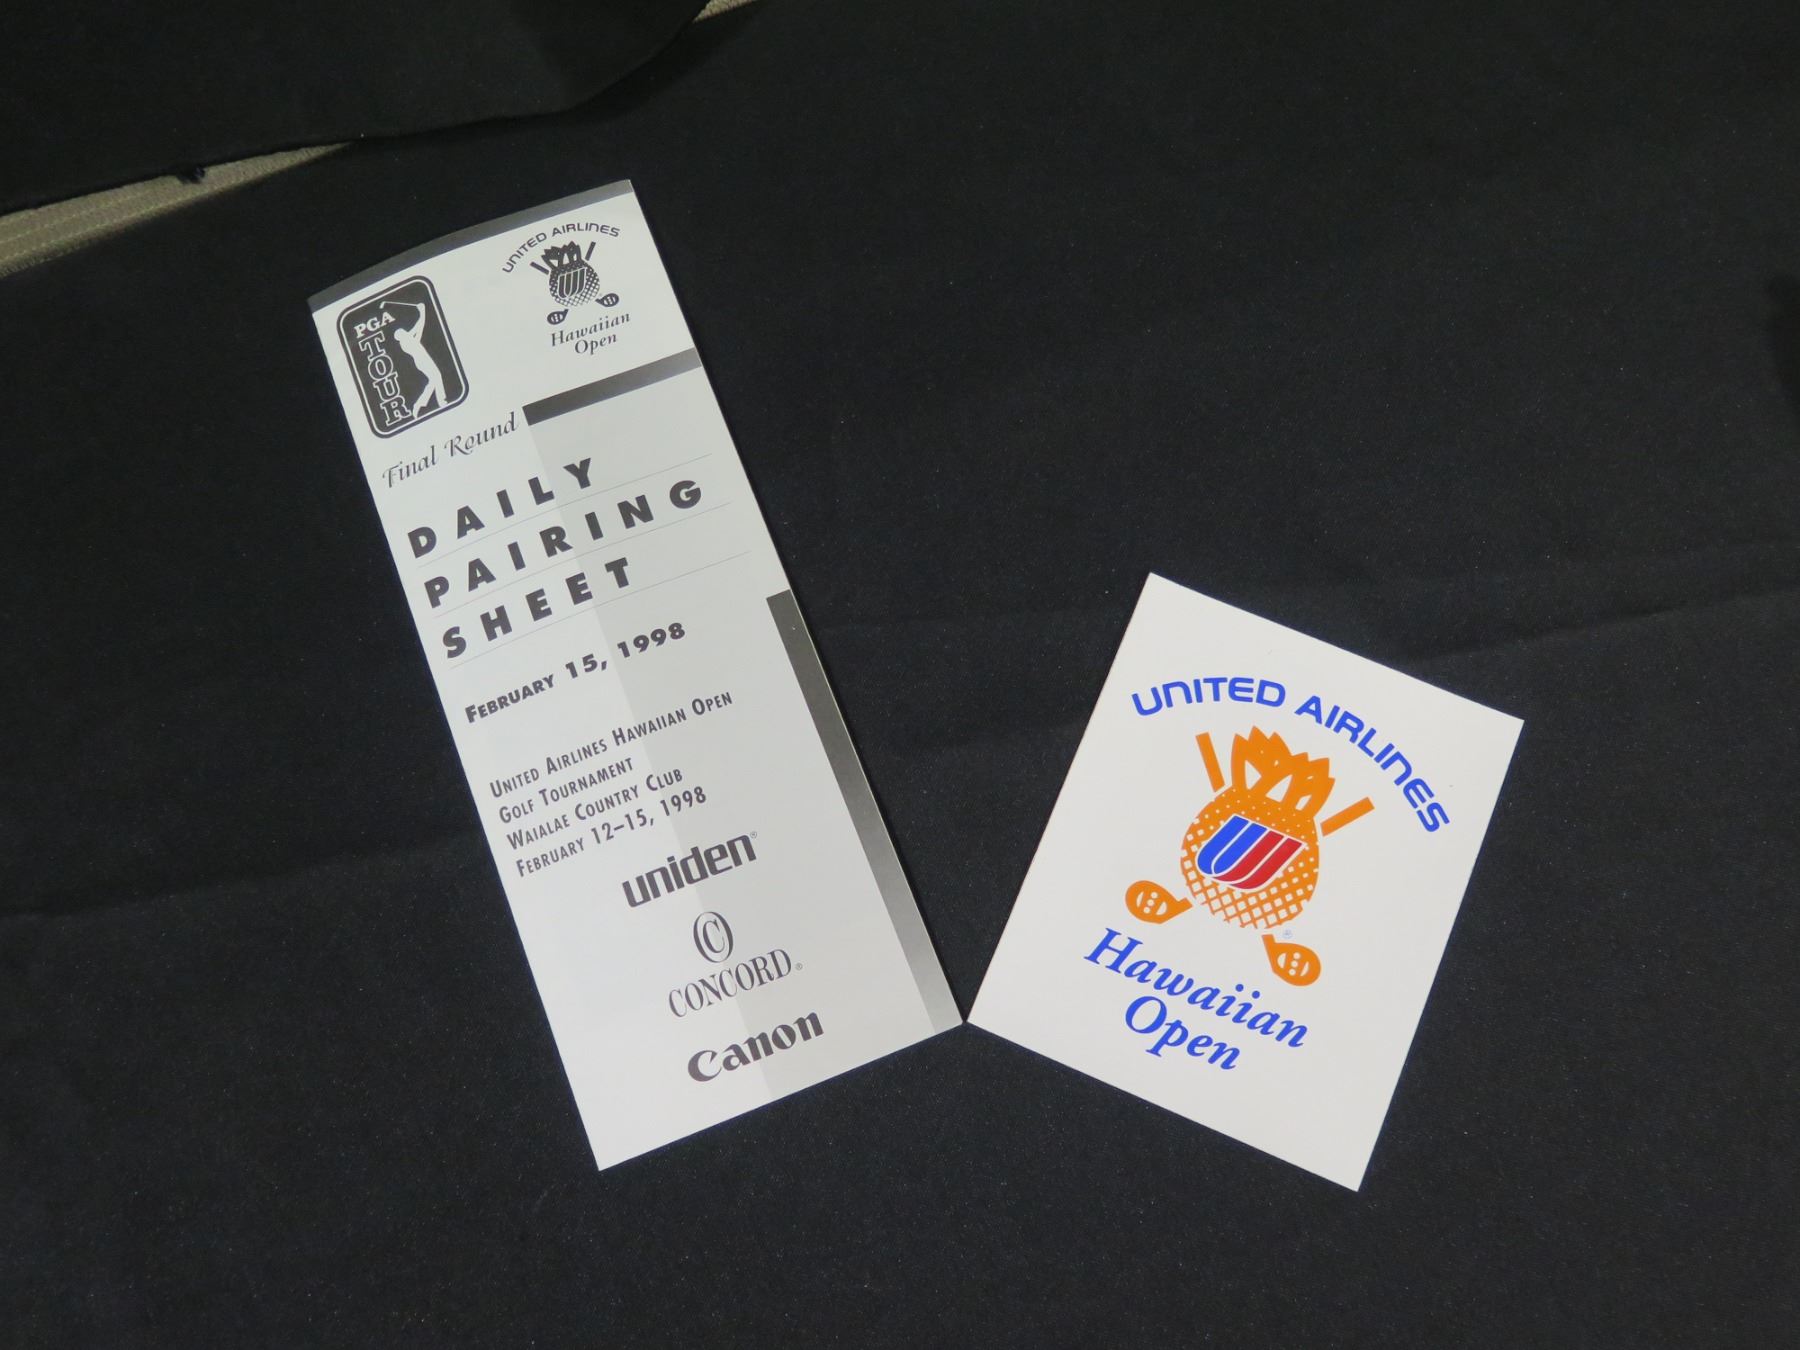 PGA
TOUR
UNITED AIRLINES
Hawaiian
Open
Final Round
DAILY
PAIRING
SHEET
FEBRUARY 15, 1998
UNITED AIRLINES HAWAIIAN OPEN
GOLF TOURNAMENT
WAIALAE COUNTRY CLUB
FEBRUARY 12–15, 1998
uniden®
C
CONCORD®
Canon
UNITED AIRLINES
®
Hawaiian
Open